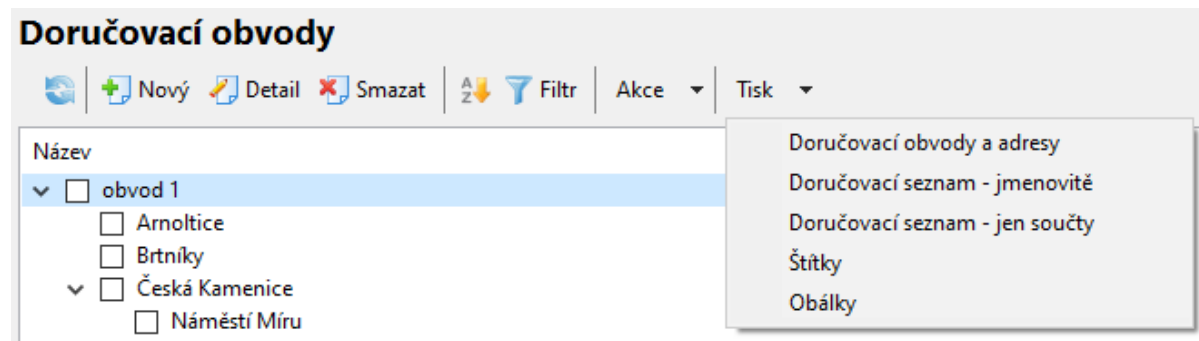 Doručovací obvody
Nový Detail Smazat AZ Filtr Akce Tisk
Název
obvod 1
Arnoltice
Brtníky
Česká Kamenice
Náměstí Míru
Doručovací obvody a adresy
Doručovací seznam - jmenovitě
Doručovací seznam - jen součty
Štítky
Obálky